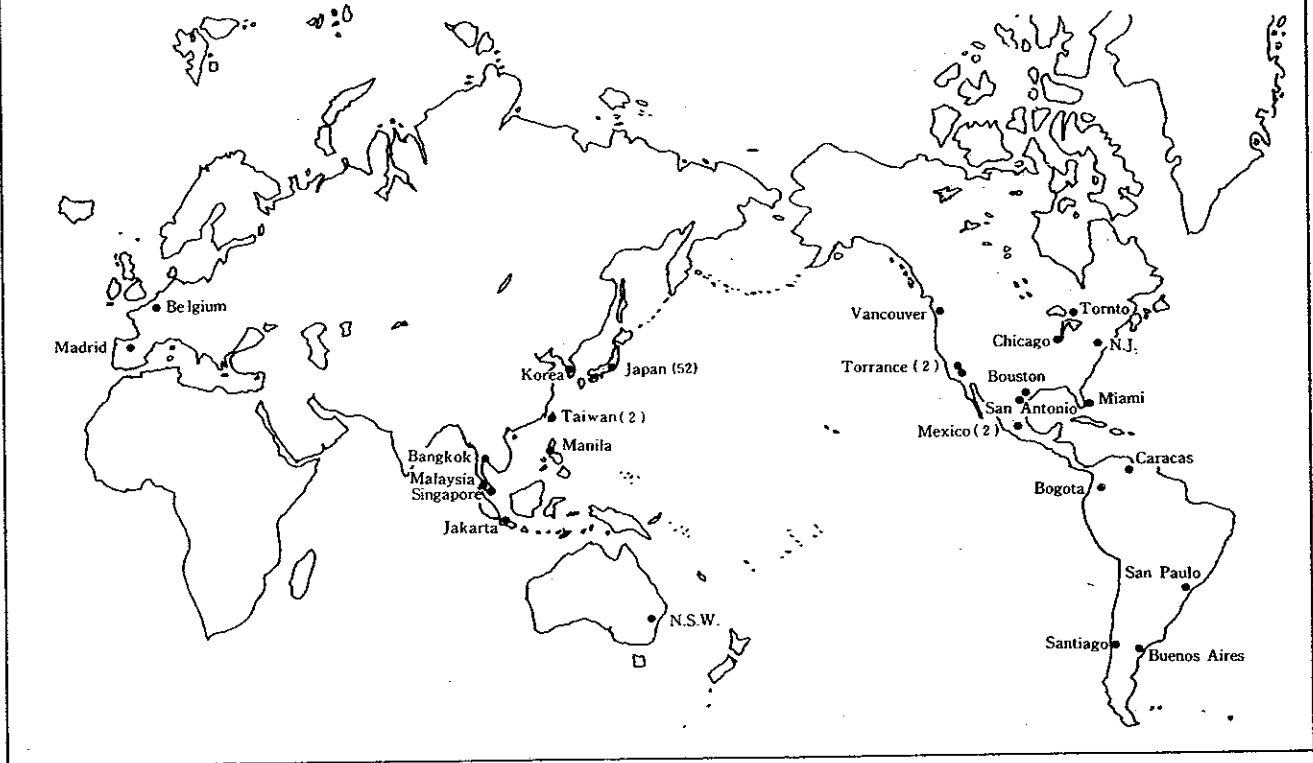 Belgium
Madrid
Korea
Japan (52)
Taiwan (2)
Manila
Bangkok
Malaysia
Singapore
Jakarta
N.S.W.
Vancouver
Tornto
Chicago
N.J.
Torrance (2)
Bouston
San Antonio
Miami
Mexico (2)
Caracas
Bogota
San Paulo
Santiago
Buenos Aires